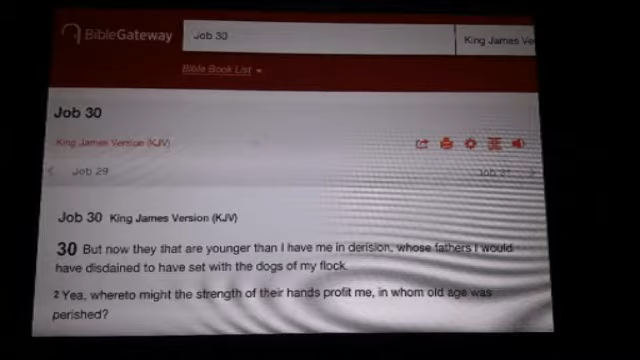 BibleGateway
Job 30
King James Ve
Bible Book List
Job 30
King James Version (KJV)
Job 29
Job 31
Job 30 King James Version (KJV)
30 But now they that are younger than I have me in derision, whose fathers I would
have disdained to have set with the dogs of my flock.
2 Yea, whereto might the strength of their hands profit me, in whom old age was
perished?